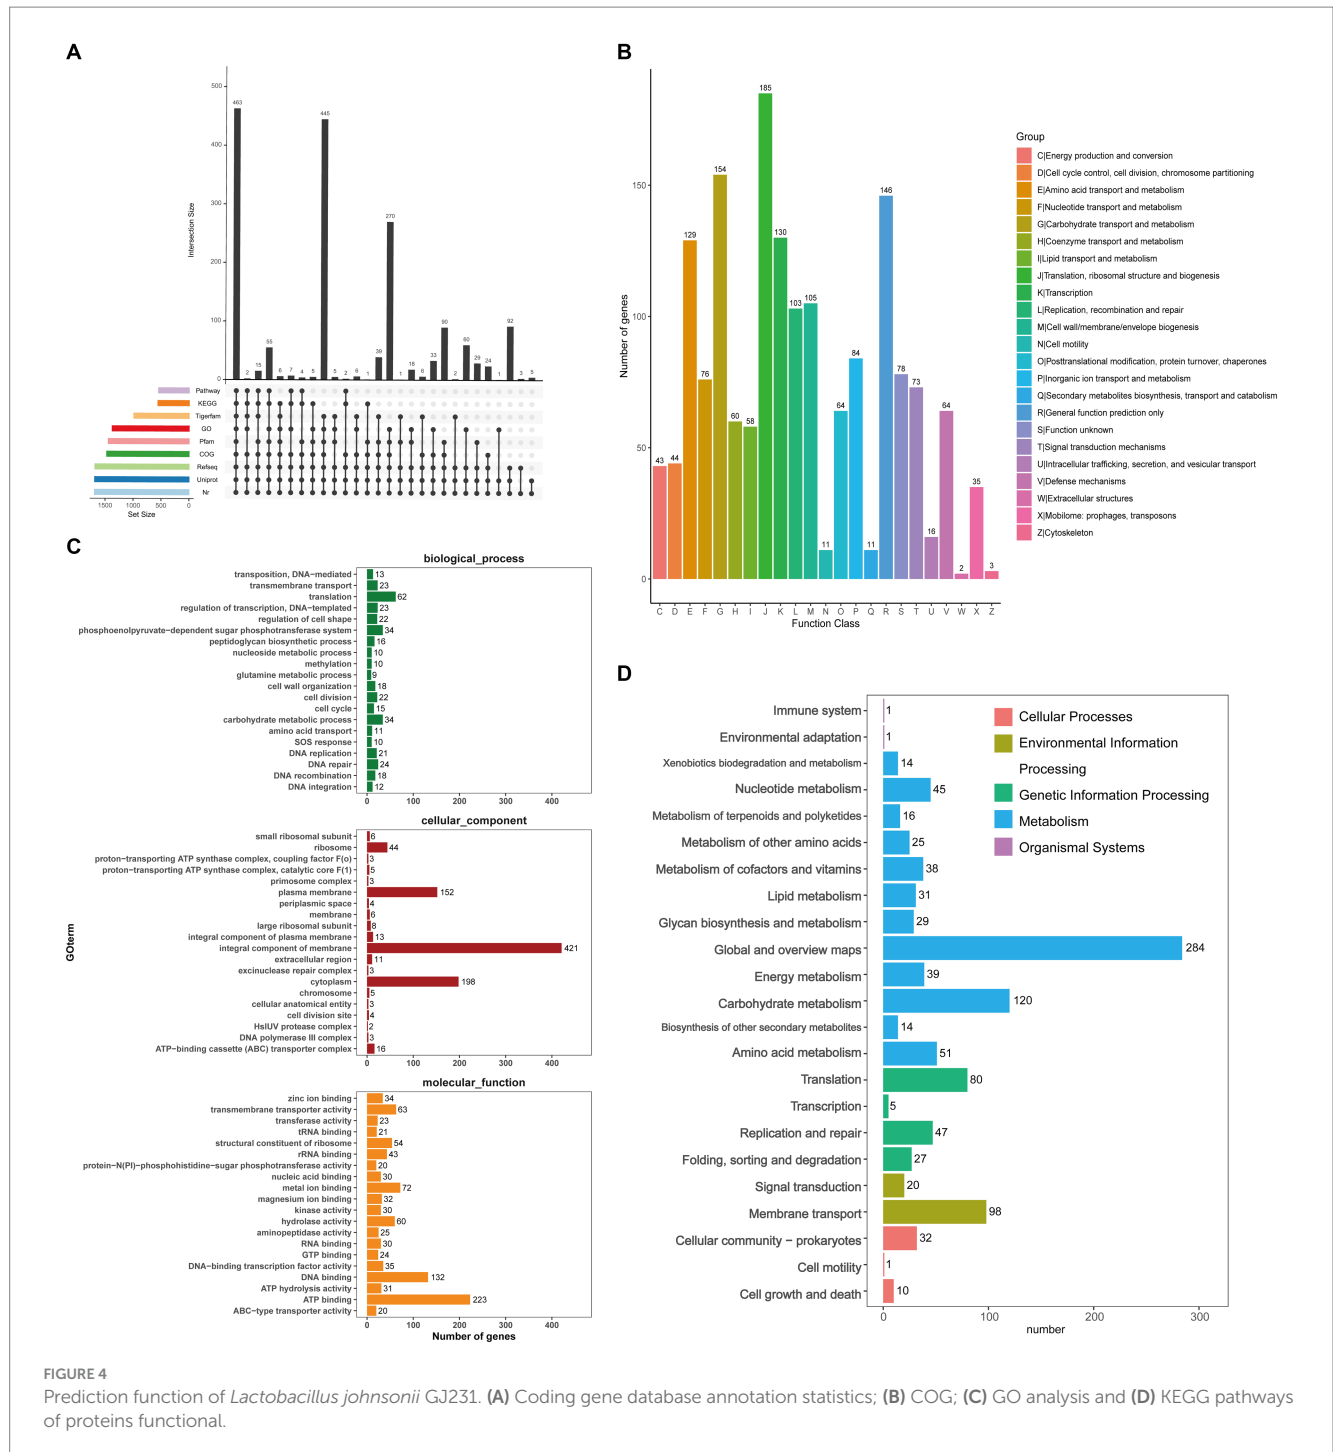 A
500
400
300
200
100
0
Intersection Size
463
2
15
55
6
7
4
5
445
5
2
6
1
39
270
1
18
6
33
90
2
60
29
24
1
92
3
5
Pathway
KEGG
Tigerfam
GO
Pfam
COG
Refseq
Uniprot
Nr
1500 1000 500 0
Set Size
B
Number of genes
150
100
50
0
43
44
129
76
154
60
58
185
130
103
105
11
64
84
11
146
78
73
16
64
2
35
3
C D E F G H I J K L M N O P Q R S T U V W X Z
Function Class
Group
C|Energy production and conversion
D|Cell cycle control, cell division, chromosome partitioning
E|Amino acid transport and metabolism
F|Nucleotide transport and metabolism
G|Carbohydrate transport and metabolism
H|Coenzyme transport and metabolism
I|Lipid transport and metabolism
J|Translation, ribosomal structure and biogenesis
K|Transcription
L|Replication, recombination and repair
M|Cell wall/membrane/envelope biogenesis
N|Cell motility
O|Posttranslational modification, protein turnover, chaperones
P|Inorganic ion transport and metabolism
Q|Secondary metabolites biosynthesis, transport and catabolism
R|General function prediction only
S|Function unknown
T|Signal transduction mechanisms
U|Intracellular trafficking, secretion, and vesicular transport
V|Defense mechanisms
W|Extracellular structures
X|Mobilome: prophages, transposons
Z|Cytoskeleton
C
GOterm
biological_process
transposition, DNA−mediated 13
transmembrane transport 23
translation 62
regulation of transcription, DNA−templated 23
regulation of cell shape 22
phosphoenolpyruvate−dependent sugar phosphotransferase system 34
peptidoglycan biosynthetic process 16
nucleoside metabolic process 10
methylation 10
glutamine metabolic process 9
cell wall organization 18
cell division 22
cell cycle 15
carbohydrate metabolic process 34
amino acid transport 11
SOS response 10
DNA replication 21
DNA repair 24
DNA recombination 18
DNA integration 12
0 100 200 300 400
cellular_component
small ribosomal subunit 6
ribosome 44
proton−transporting ATP synthase complex, coupling factor F(o) 3
proton−transporting ATP synthase complex, catalytic core F(1) 5
primosome complex 3
plasma membrane 152
periplasmic space 4
membrane 6
large ribosomal subunit 8
integral component of plasma membrane 13
integral component of membrane 421
extracellular region 11
excinuclease repair complex 3
cytoplasm 198
chromosome 5
cellular anatomical entity 3
cell division site 4
HslUV protease complex 2
DNA polymerase III complex 3
ATP−binding cassette (ABC) transporter complex 16
0 100 200 300 400
molecular_function
zinc ion binding 34
transmembrane transporter activity 63
transferase activity 23
tRNA binding 21
structural constituent of ribosome 54
rRNA binding 43
protein−N(PI)−phosphohistidine−sugar phosphotransferase activity 20
nucleic acid binding 30
metal ion binding 72
magnesium ion binding 32
kinase activity 30
hydrolase activity 60
aminopeptidase activity 25
RNA binding 30
GTP binding 24
DNA−binding transcription factor activity 35
DNA binding 132
ATP hydrolysis activity 31
ATP binding 223
ABC−type transporter activity 20
0 100 200 300 400
Number of genes
D
Immune system 1
Environmental adaptation 1
Xenobiotics biodegradation and metabolism 14
Nucleotide metabolism 45
Metabolism of terpenoids and polyketides 16
Metabolism of other amino acids 25
Metabolism of cofactors and vitamins 38
Lipid metabolism 31
Glycan biosynthesis and metabolism 29
Global and overview maps 284
Energy metabolism 39
Carbohydrate metabolism 120
Biosynthesis of other secondary metabolites 14
Amino acid metabolism 51
Translation 80
Transcription 5
Replication and repair 47
Folding, sorting and degradation 27
Signal transduction 20
Membrane transport 98
Cellular community − prokaryotes 32
Cell motility 1
Cell growth and death 10
0 100 200 300
number
Cellular Processes
Environmental Information
Processing
Genetic Information Processing
Metabolism
Organismal Systems
FIGURE 4
Prediction function of Lactobacillus johnsonii GJ231. (A) Coding gene database annotation statistics; (B) COG; (C) GO analysis and (D) KEGG pathways
of proteins functional.